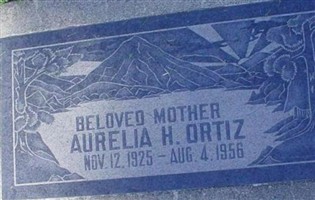 BELOVED MOTHER
AURELIA H. ORTIZ
NOV. 12, 1925 - AUG. 4, 1956